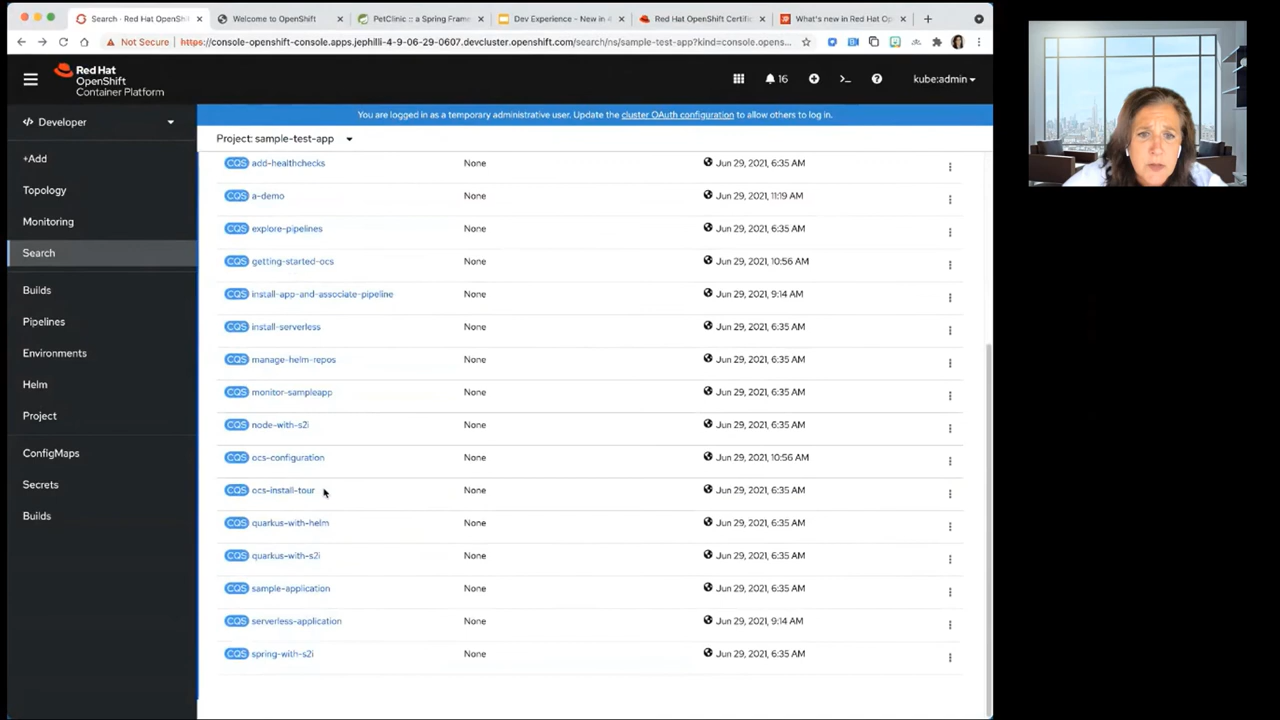 Search · Red Hat OpenShi
Welcome to OpenShift
PetClinic :: a Spring Frame
Dev Experience - New in 4
Red Hat OpenShift Certific
What's new in Red Hat Op
Not Secure
https://console-openshift-console.apps.jephilli-4-9-06-29-0607.devcluster.openshift.com/search/ns/sample-test-app?kind=console.opens...
Red Hat
OpenShift
Container Platform
16
kube:admin
Developer
You are logged in as a temporary administrative user. Update the cluster OAuth configuration to allow others to log in.
Project: sample-test-app
+Add
Topology
Monitoring
Search
Builds
Pipelines
Environments
Helm
Project
ConfigMaps
Secrets
Builds
CQS add-healthchecks None Jun 29, 2021, 6:35 AM
CQS a-demo None Jun 29, 2021, 11:19 AM
CQS explore-pipelines None Jun 29, 2021, 6:35 AM
CQS getting-started-ocs None Jun 29, 2021, 10:56 AM
CQS install-app-and-associate-pipeline None Jun 29, 2021, 9:14 AM
CQS install-serverless None Jun 29, 2021, 6:35 AM
CQS manage-helm-repos None Jun 29, 2021, 6:35 AM
CQS monitor-sampleapp None Jun 29, 2021, 6:35 AM
CQS node-with-s2i None Jun 29, 2021, 6:35 AM
CQS ocs-configuration None Jun 29, 2021, 10:56 AM
CQS ocs-install-tour None Jun 29, 2021, 6:35 AM
CQS quarkus-with-helm None Jun 29, 2021, 6:35 AM
CQS quarkus-with-s2i None Jun 29, 2021, 6:35 AM
CQS sample-application None Jun 29, 2021, 6:35 AM
CQS serverless-application None Jun 29, 2021, 9:14 AM
CQS spring-with-s2i None Jun 29, 2021, 6:35 AM